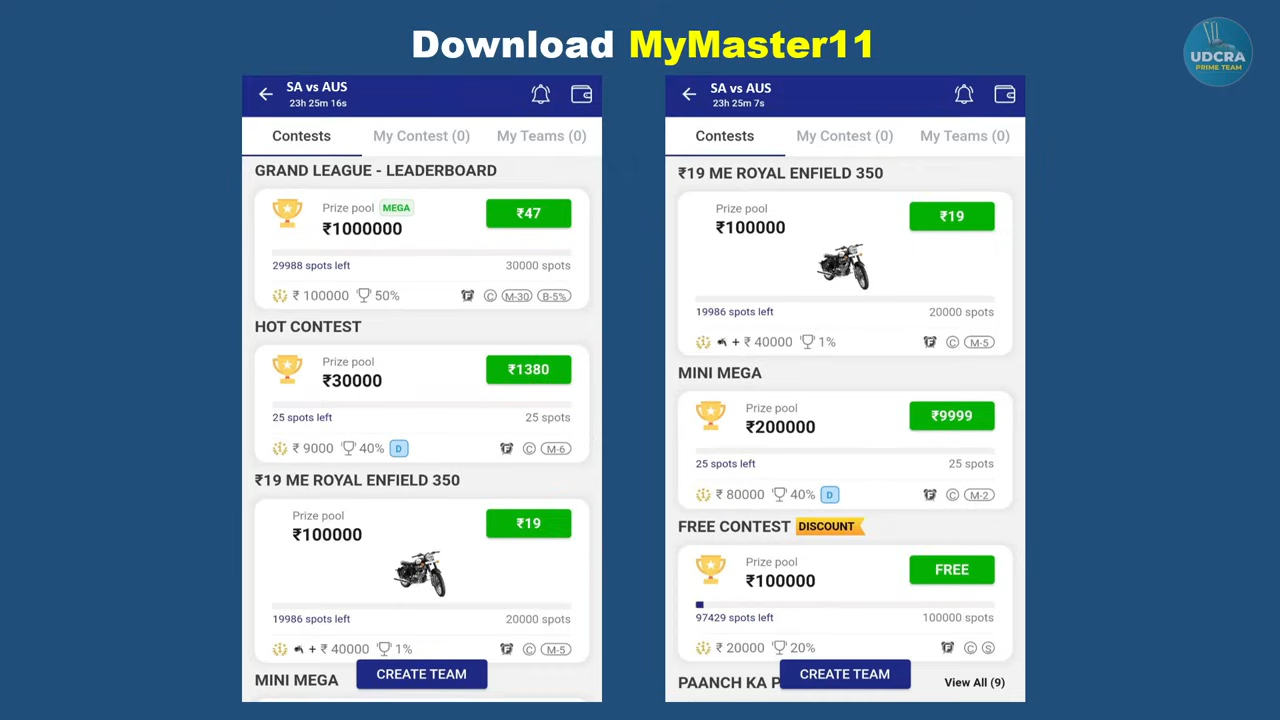 Download MyMaster11
UDCRA
PRIME TEAM
SA vs AUS
23h 25m 16s
Contests My Contest (0) My Teams (0)
GRAND LEAGUE - LEADERBOARD
Prize pool MEGA
₹1000000
₹47
29988 spots left 30000 spots
₹ 100000 50% F C M-30 B-5%
HOT CONTEST
Prize pool
₹30000
₹1380
25 spots left 25 spots
₹ 9000 40% D F C M-6
₹19 ME ROYAL ENFIELD 350
Prize pool
₹100000
₹19
19986 spots left 20000 spots
+ ₹ 40000 1% F C M-5
MINI MEGA
CREATE TEAM
SA vs AUS
23h 25m 7s
Contests My Contest (0) My Teams (0)
₹19 ME ROYAL ENFIELD 350
Prize pool
₹100000
₹19
19986 spots left 20000 spots
+ ₹ 40000 1% F C M-5
MINI MEGA
Prize pool
₹200000
₹9999
25 spots left 25 spots
₹ 80000 40% D F C M-2
FREE CONTEST DISCOUNT
Prize pool
₹100000
FREE
97429 spots left 100000 spots
₹ 20000 20% F C S
PAANCH KA
CREATE TEAM
View All (9)